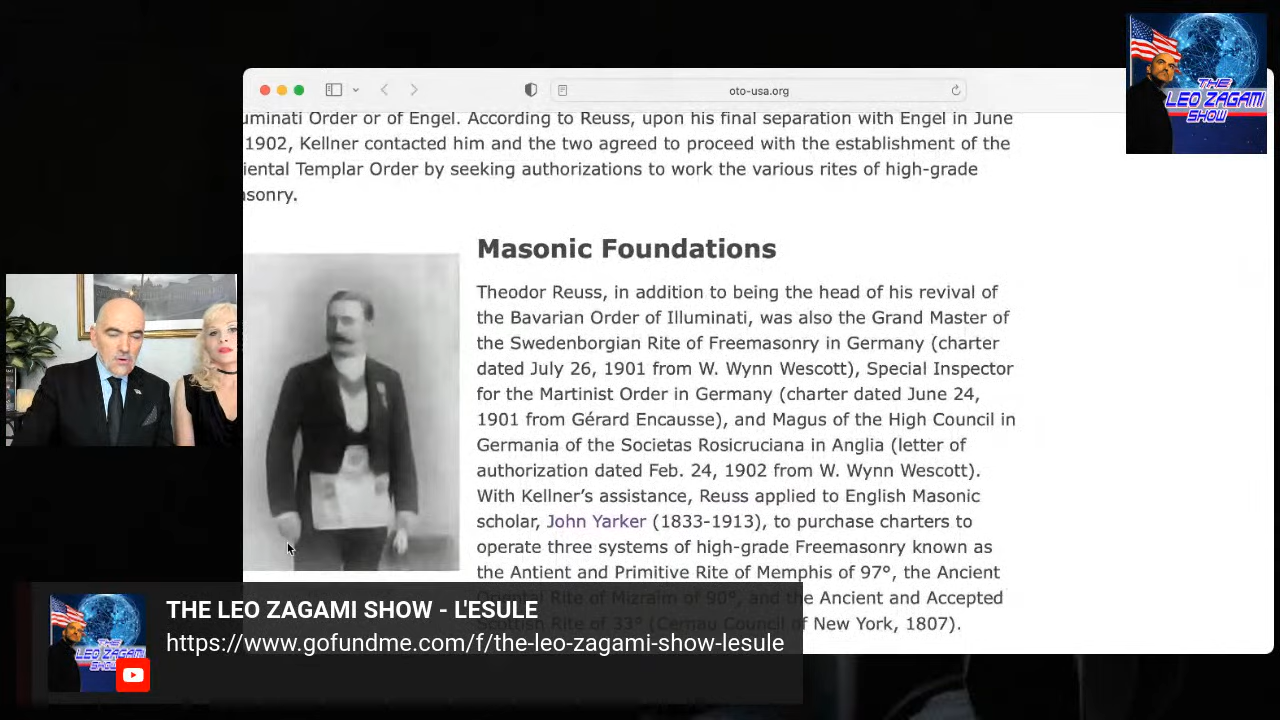 oto-usa.org
THE
LEO ZAGAMI
SHOW
uminati Order or of Engel. According to Reuss, upon his final separation with Engel in June
1902, Kellner contacted him and the two agreed to proceed with the establishment of the
iental Templar Order by seeking authorizations to work the various rites of high-grade
asonry.
Masonic Foundations
Theodor Reuss, in addition to being the head of his revival of
the Bavarian Order of Illuminati, was also the Grand Master of
the Swedenborgian Rite of Freemasonry in Germany (charter
dated July 26, 1901 from W. Wynn Wescott), Special Inspector
for the Martinist Order in Germany (charter dated June 24,
1901 from Gérard Encausse), and Magus of the High Council in
Germania of the Societas Rosicruciana in Anglia (letter of
authorization dated Feb. 24, 1902 from W. Wynn Wescott).
With Kellner’s assistance, Reuss applied to English Masonic
scholar, John Yarker (1833-1913), to purchase charters to
operate three systems of high-grade Freemasonry known as
the Antient and Primitive Rite of Memphis of 97°, the Ancient
Oriental Rite of Mizraim of 90°, and the Ancient and Accepted
Scottish Rite of 33° (Cernau Council of New York, 1807).
THE LEO ZAGAMI SHOW - L'ESULE
https://www.gofundme.com/f/the-leo-zagami-show-lesule
THE
LEO ZAGAMI
SHOW